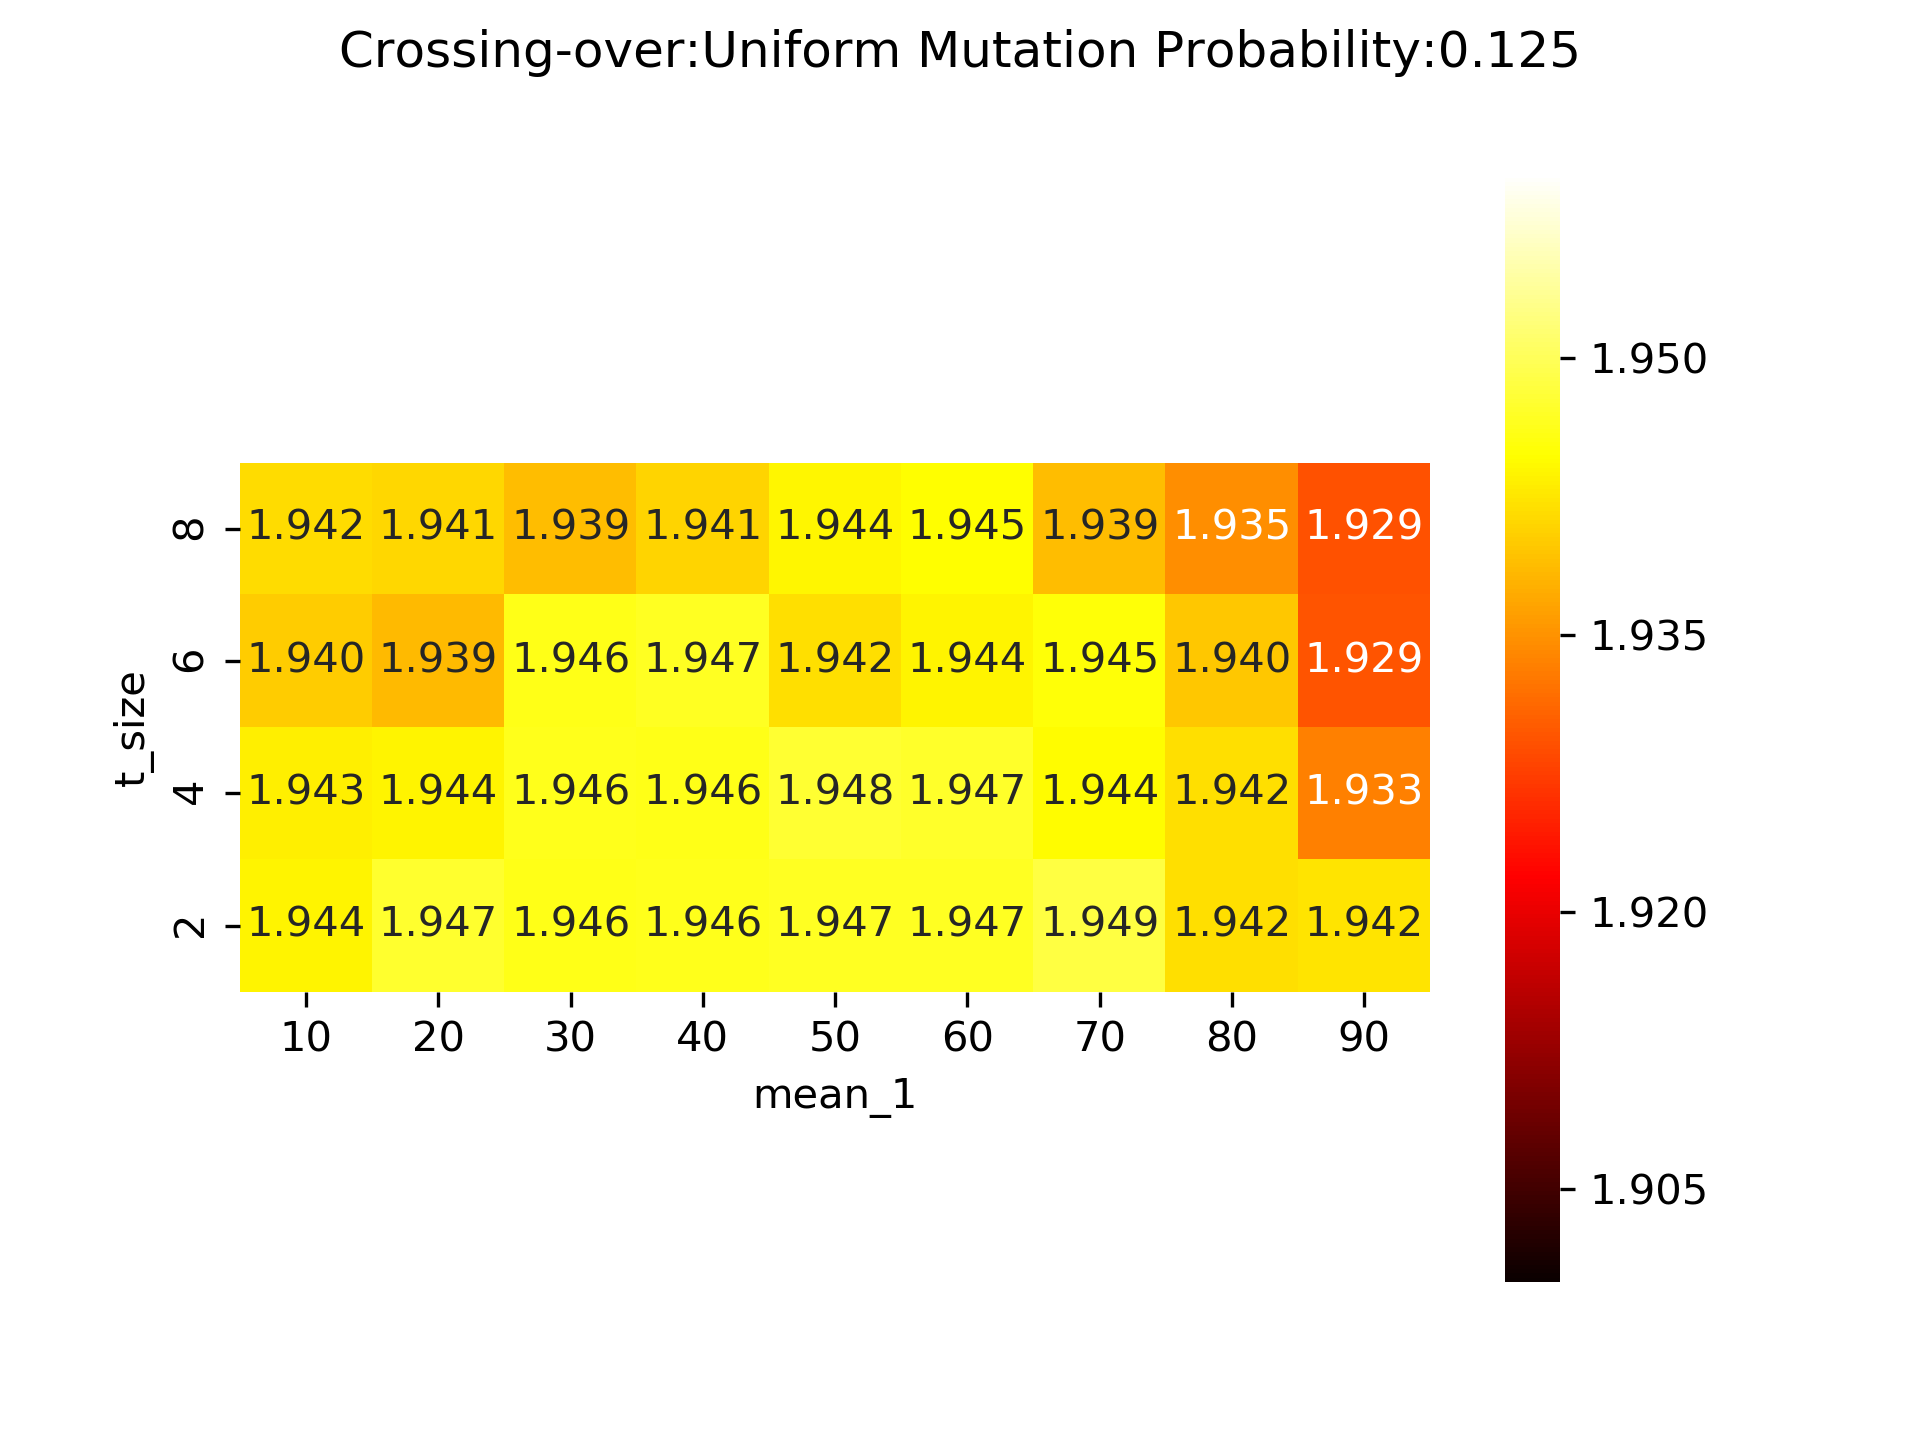 Crossing-over:Uniform Mutation Probability:0.125
1.950
1.935
1.920
1.905
t_size
8 1.942 1.941 1.939 1.941 1.944 1.945 1.939 1.935 1.929
6 1.940 1.939 1.946 1.947 1.942 1.944 1.945 1.940 1.929
4 1.943 1.944 1.946 1.946 1.948 1.947 1.944 1.942 1.933
2 1.944 1.947 1.946 1.946 1.947 1.947 1.949 1.942 1.942
10 20 30 40 50 60 70 80 90
mean_1